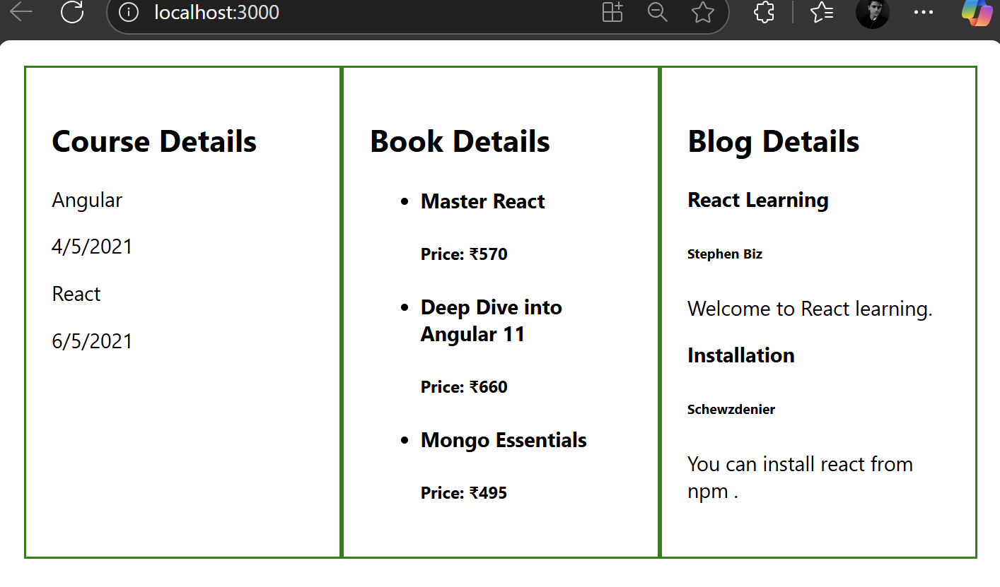 localhost:3000
Course Details
Angular
4/5/2021
React
6/5/2021
Book Details
Master React
Price: ₹570
Deep Dive into
Angular 11
Price: ₹660
Mongo Essentials
Price: ₹495
Blog Details
React Learning
Stephen Biz
Welcome to React learning.
Installation
Schewzdenier
You can install react from
npm .